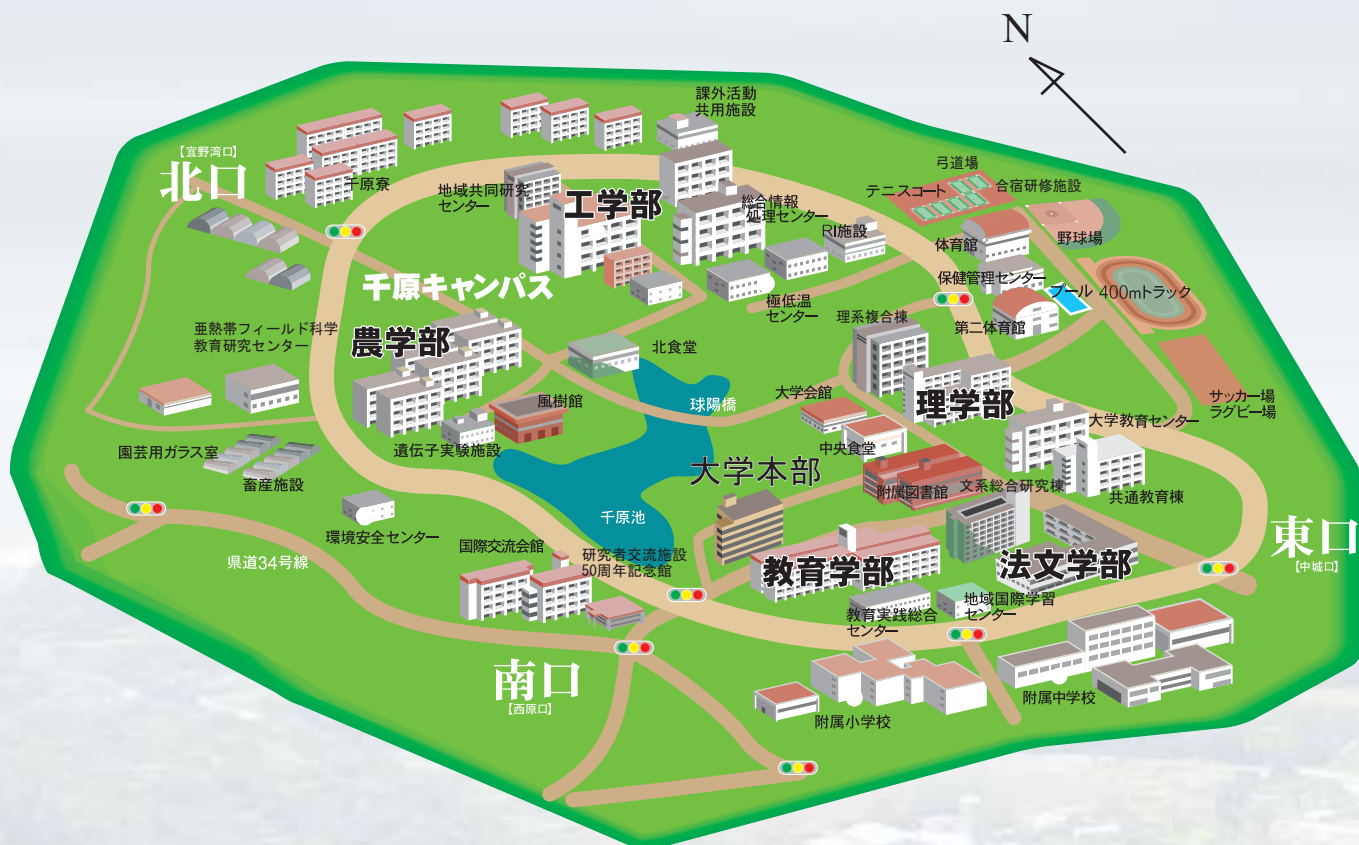 N
課外活動
共用施設
【宜野湾口】
北口
千原寮
地域共同研究
センター
工学部
総合情報
処理センター
RI施設
弓道場
テニスコート
合宿研修施設
野球場
体育館
保健管理センター
プール
400mトラック
第二体育館
千原キャンパス
極低温
センター
理系複合棟
亜熱帯フィールド科学
教育研究センター
農学部
北食堂
風樹館
球陽橋
大学会館
理学部
サッカー場
ラグビー場
大学教育センター
園芸用ガラス室
畜産施設
遺伝子実験施設
中央食堂
大学本部
附属図書館
文系総合研究棟
共通教育棟
千原池
環境安全センター
県道34号線
国際交流会館
研究者交流施設
50周年記念館
教育学部
法文学部
東口
【中城口】
教育実践総合
センター
地域国際学習
センター
南口
【西原口】
附属小学校
附属中学校